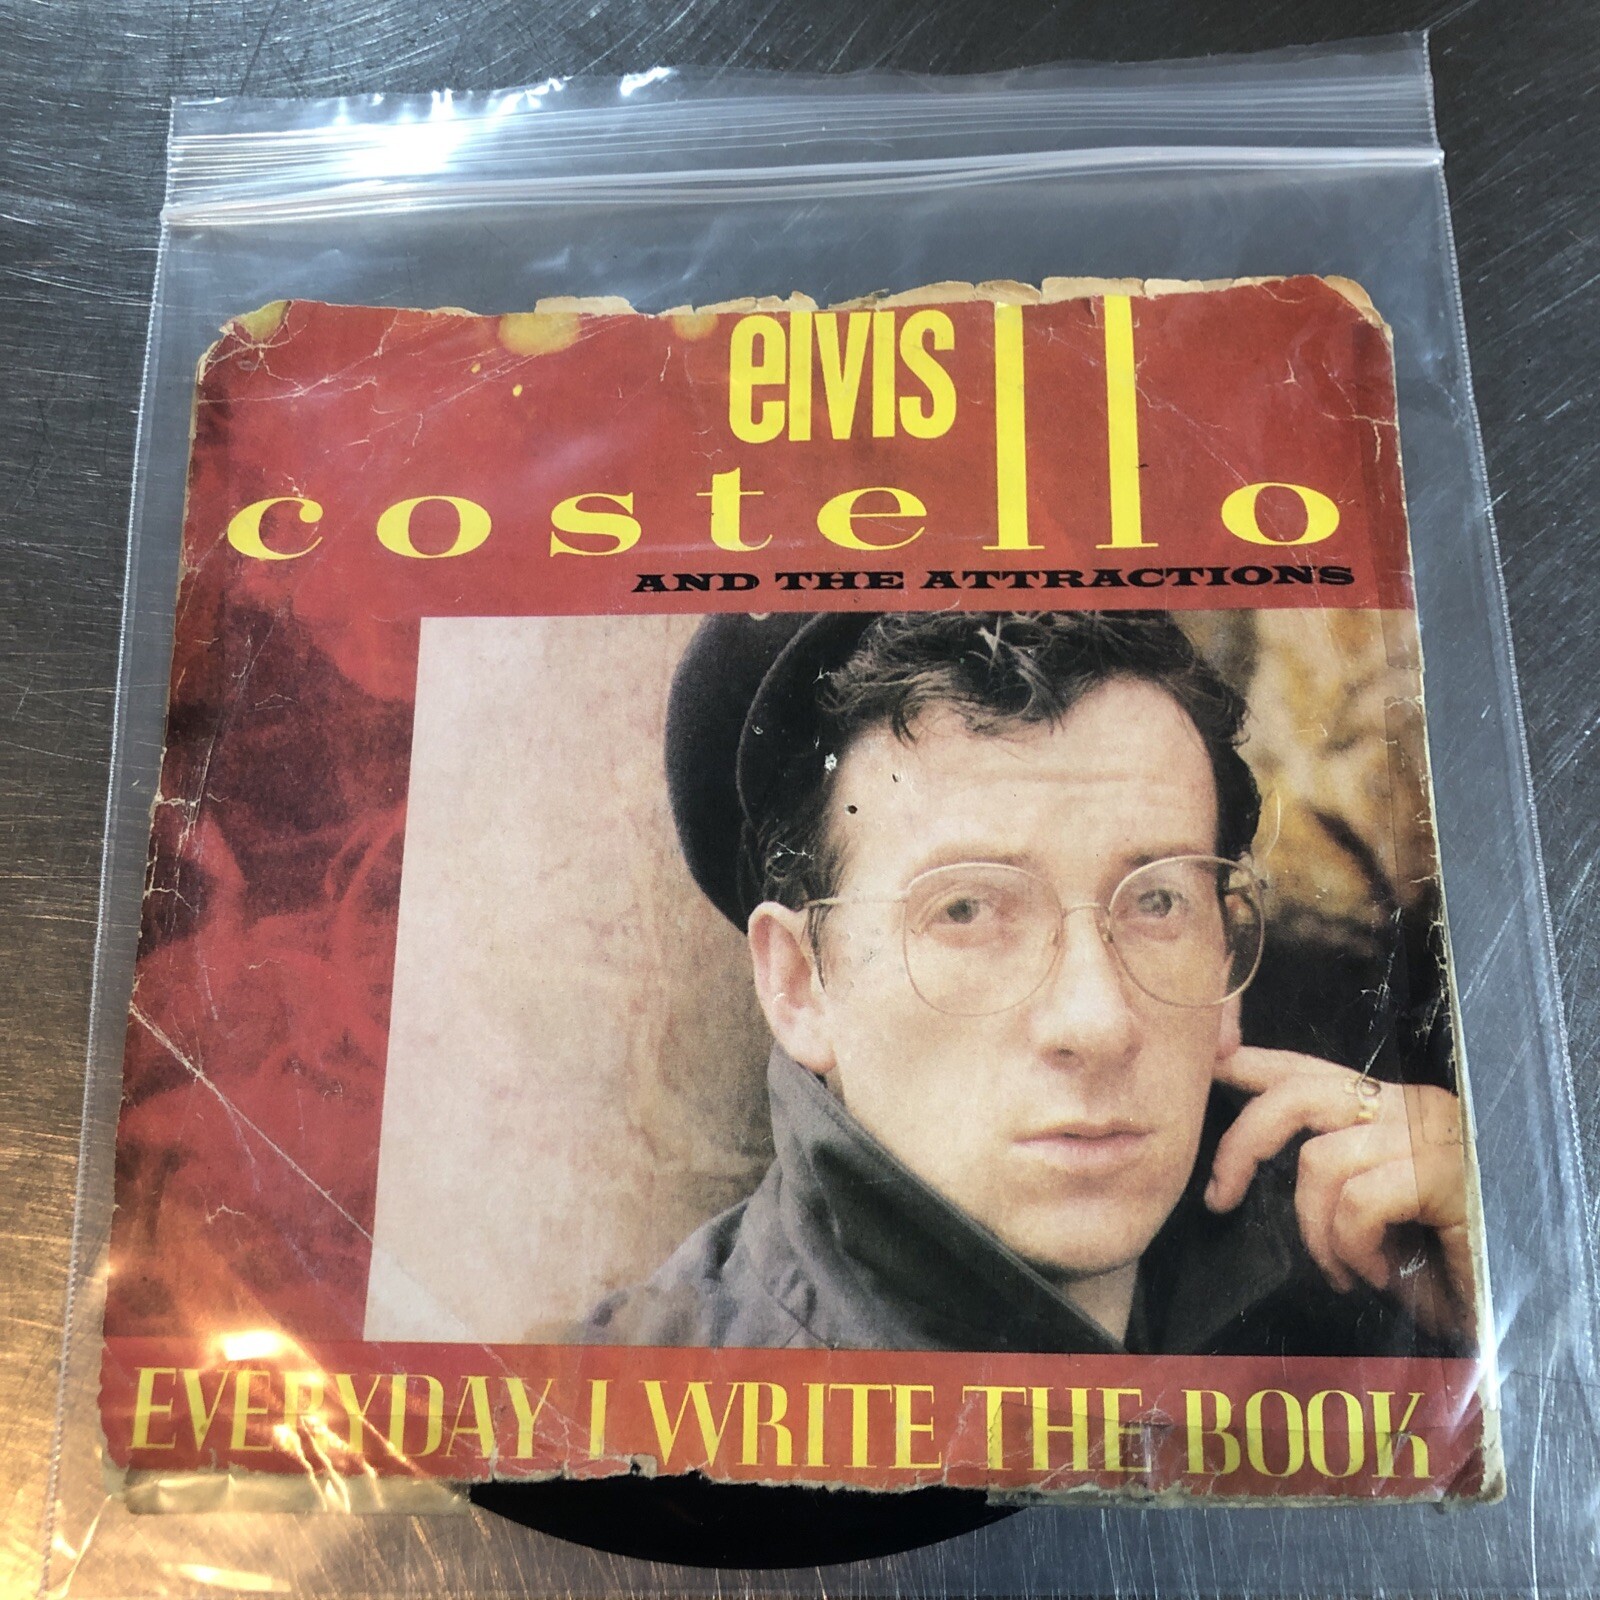 elvis
costello
AND THE ATTRACTIONS
EVERYDAY I WRITE THE BOOK